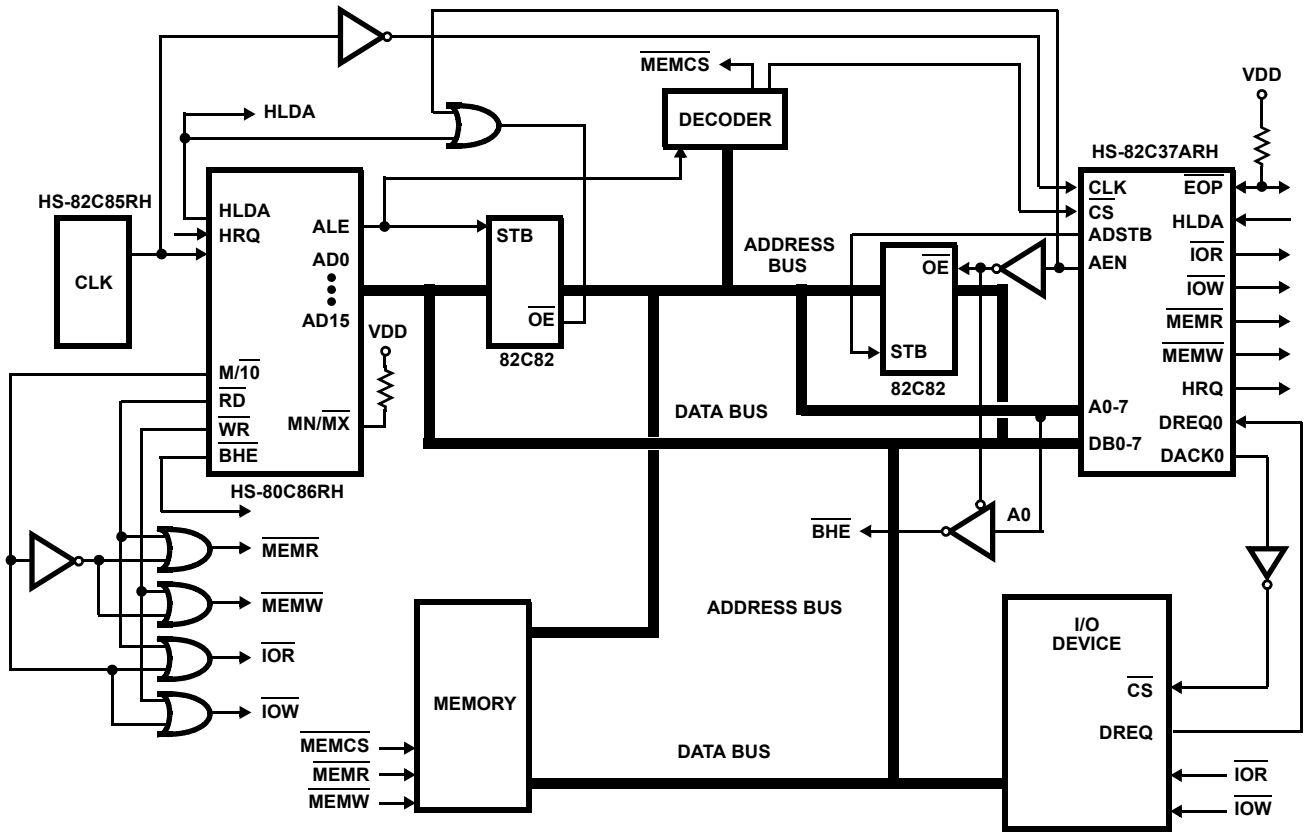 MEMCS
VDD
HLDA
DECODER
HS-82C37ARH
HS-82C85RH
CLK
HLDA
HRQ
ALE
AD0
AD15
M/10
RD
WR
BHE
MN/MX
VDD
HS-80C86RH
STB
OE
82C82
ADDRESS
BUS
OE
STB
82C82
CLK
CS
ADSTB
AEN
A0-7
DB0-7
EOP
HLDA
IOR
IOW
MEMR
MEMW
HRQ
DREQ0
DACK0
DATA BUS
BHE
A0
MEMR
MEMW
IOR
IOW
ADDRESS BUS
MEMORY
MEMCS
MEMR
MEMW
DATA BUS
I/O
DEVICE
CS
DREQ
IOR
IOW